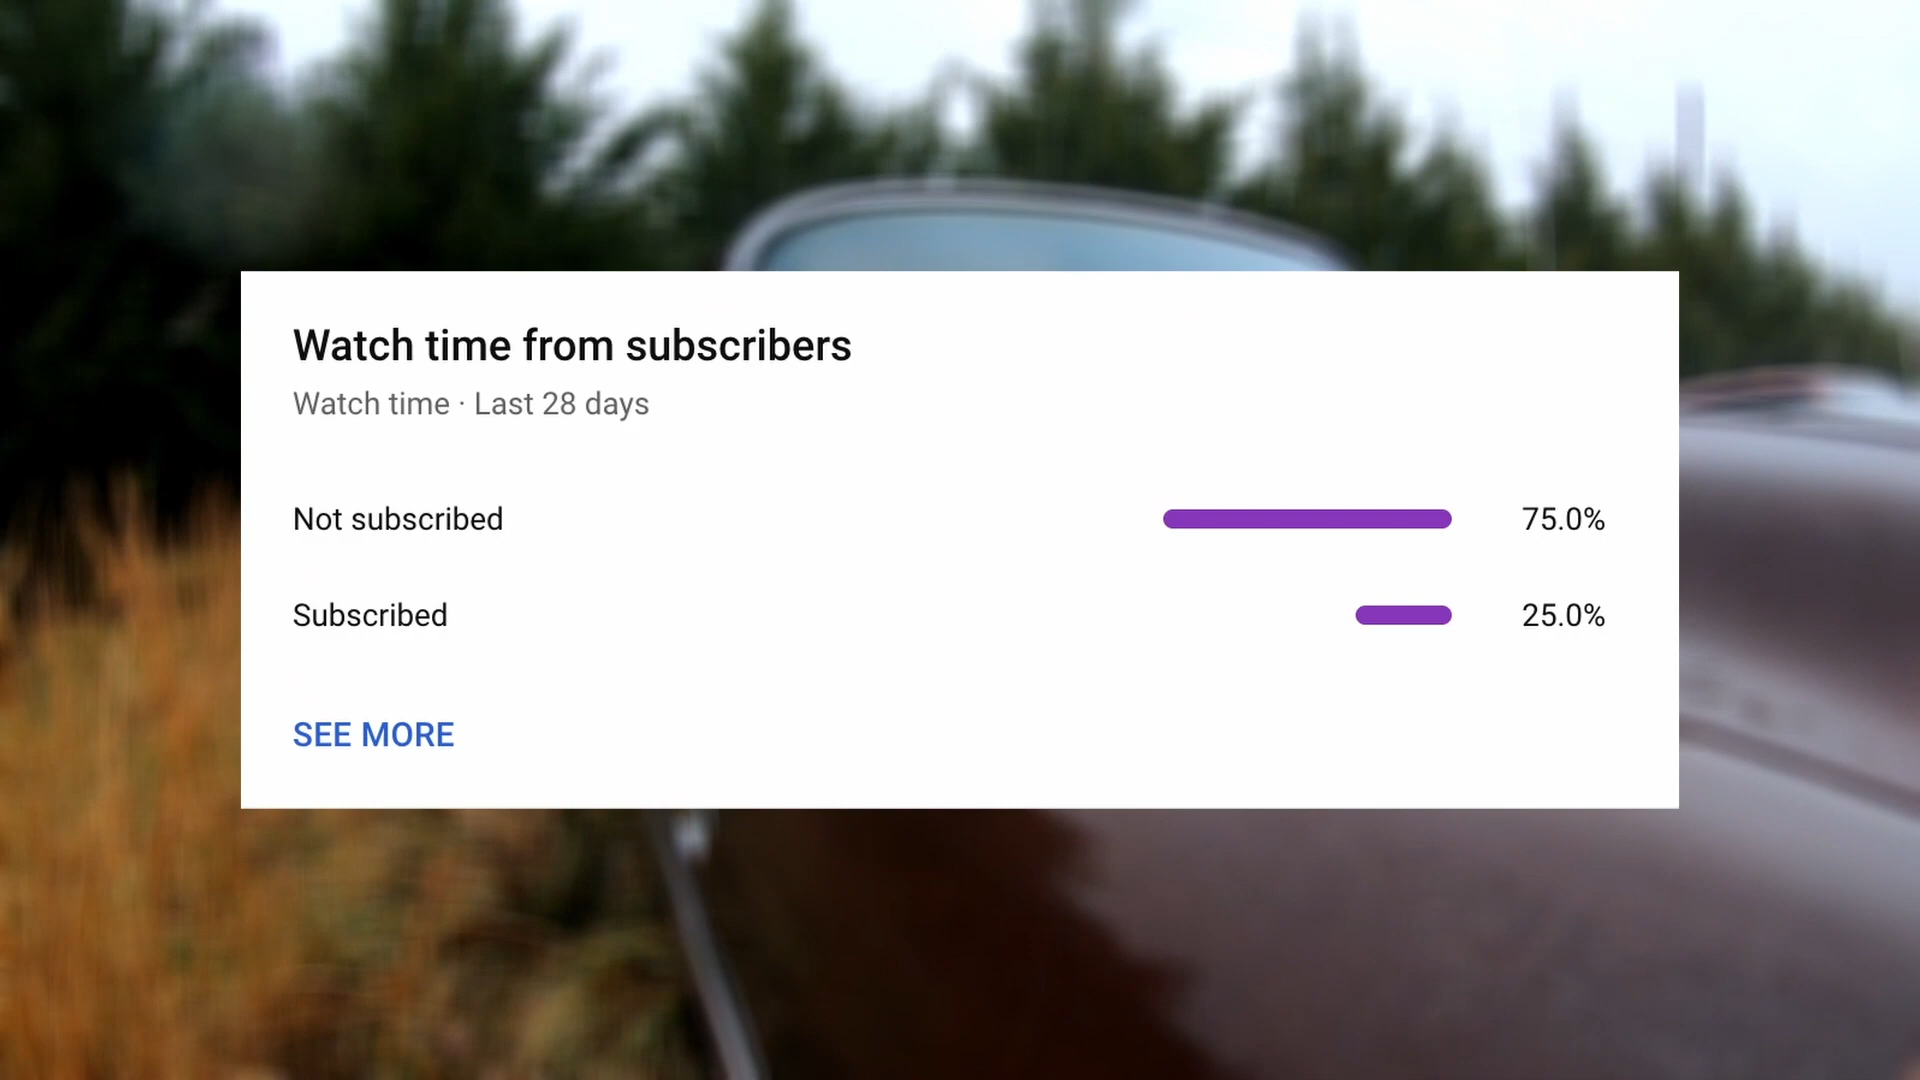 Watch time from subscribers
Watch time · Last 28 days
Not subscribed 75.0%
Subscribed 25.0%
SEE MORE